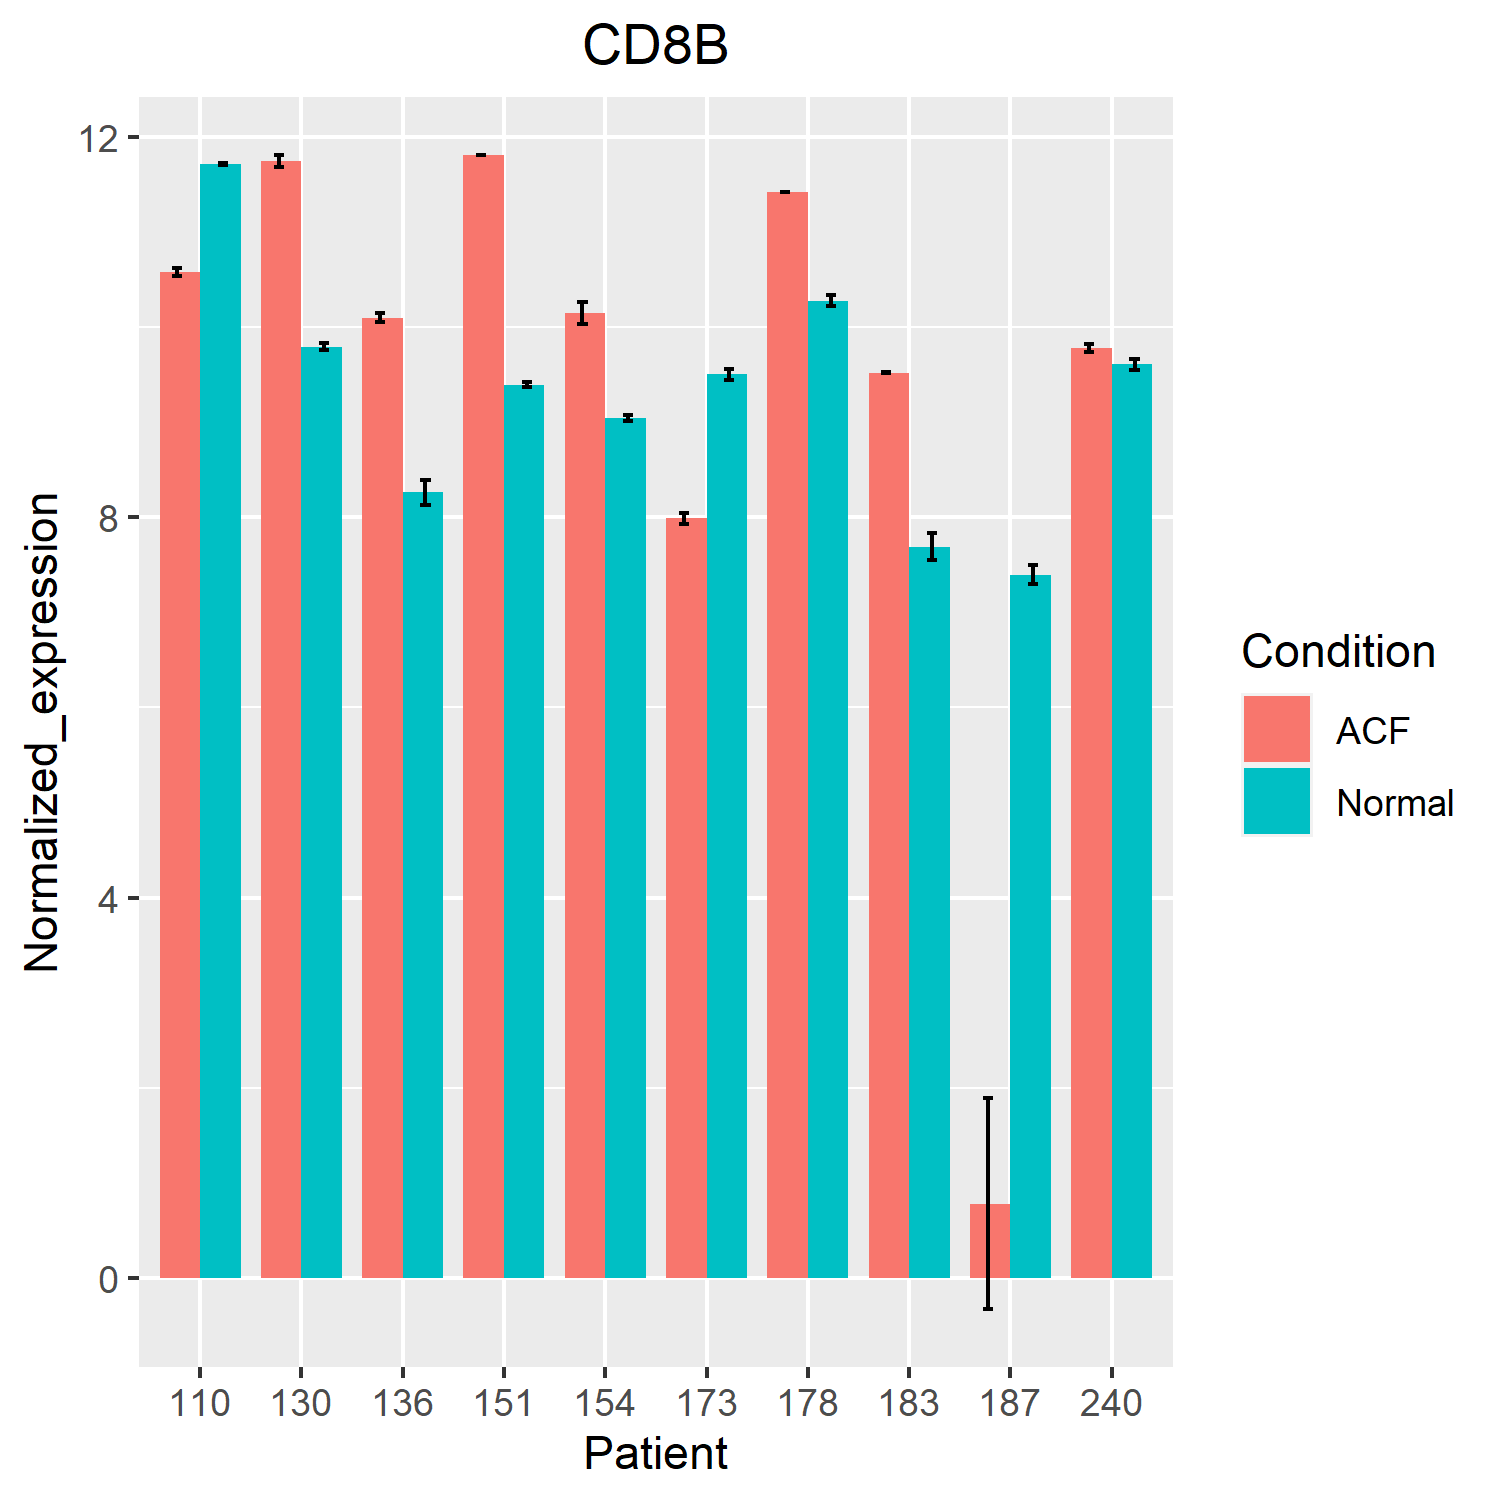 CD8B
12
8
4
0
Normalized_expression
110 130 136 151 154 173 178 183 187 240
Patient
Condition
ACF
Normal